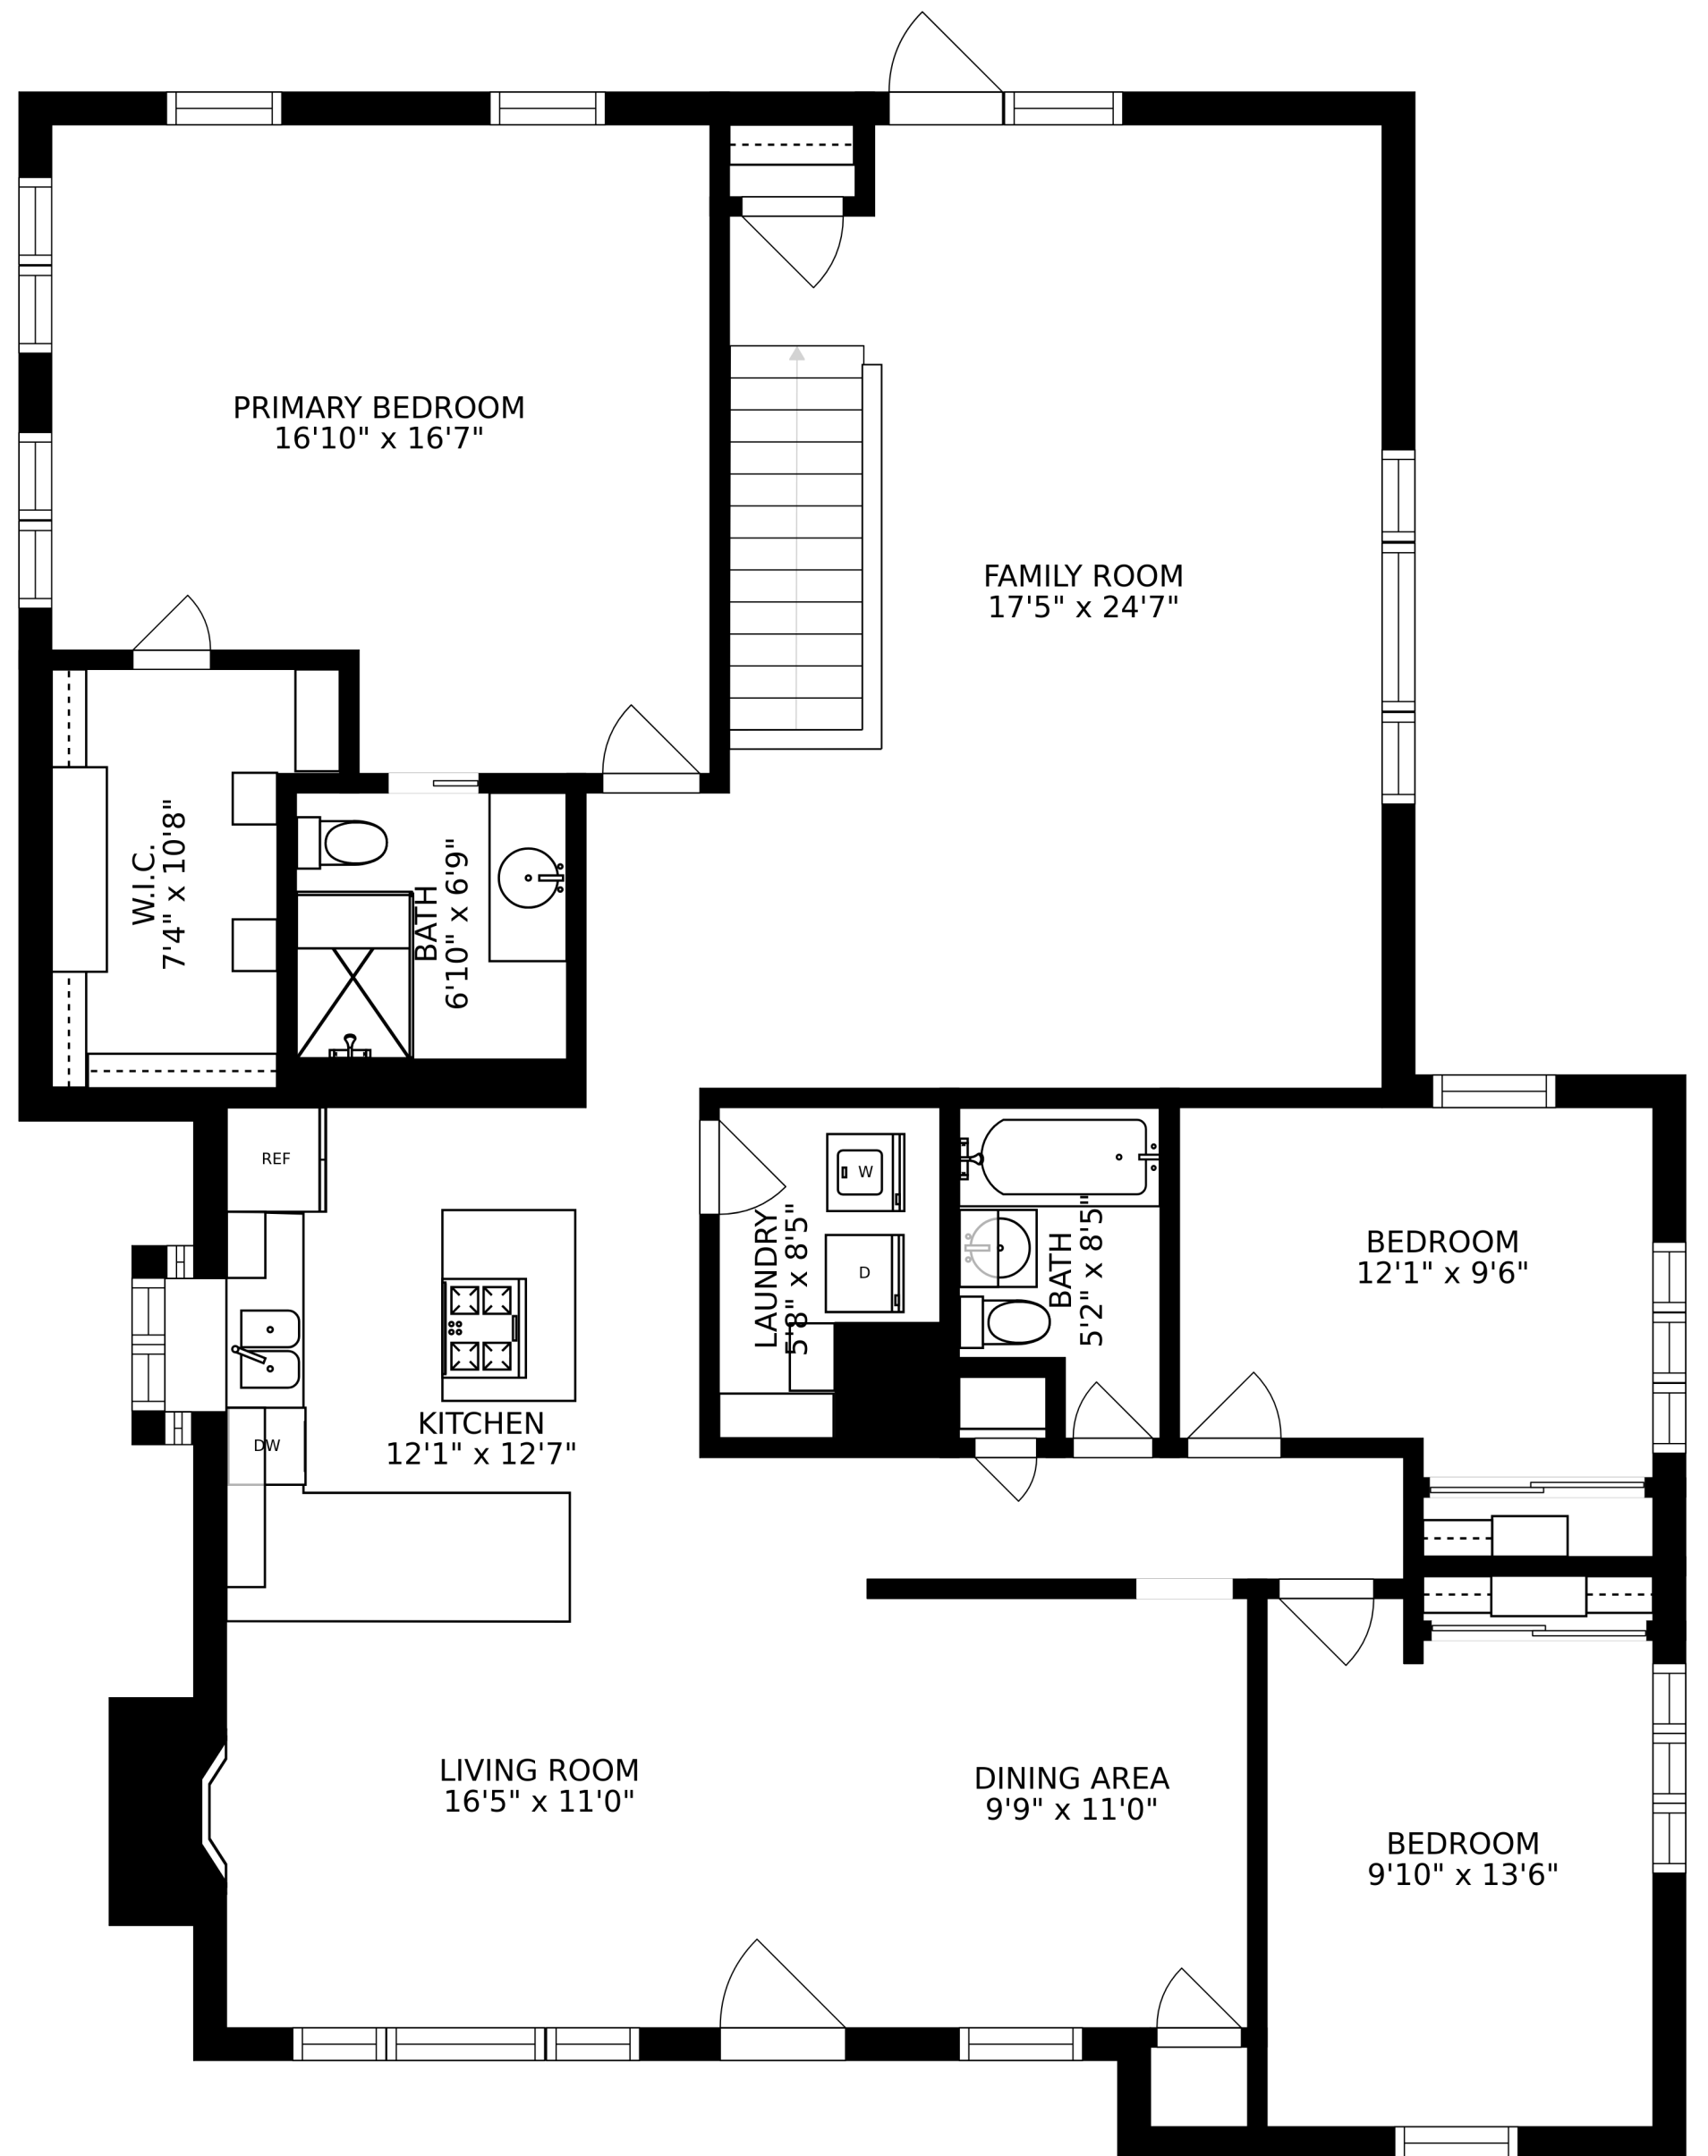 PRIMARY BEDROOM
16'10" x 16'7"
FAMILY ROOM
17'5" x 24'7"
W.I.C.
7'4" x 10'8"
BATH
6'10" x 6'9"
REF
W
D
LAUNDRY
5'8" x 8'5"
BATH
5'2" x 8'5"
BEDROOM
12'1" x 9'6"
KITCHEN
12'1" x 12'7"
DW
LIVING ROOM
16'5" x 11'0"
DINING AREA
9'9" x 11'0"
BEDROOM
9'10" x 13'6"